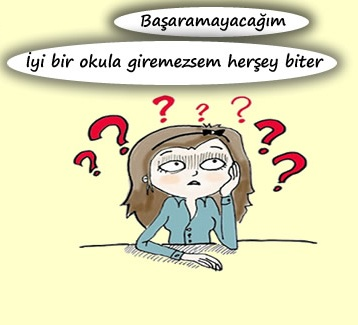 Başaramayacağım
İyi bir okula giremezsem herşey biter
? ? ? ? ? ? ?